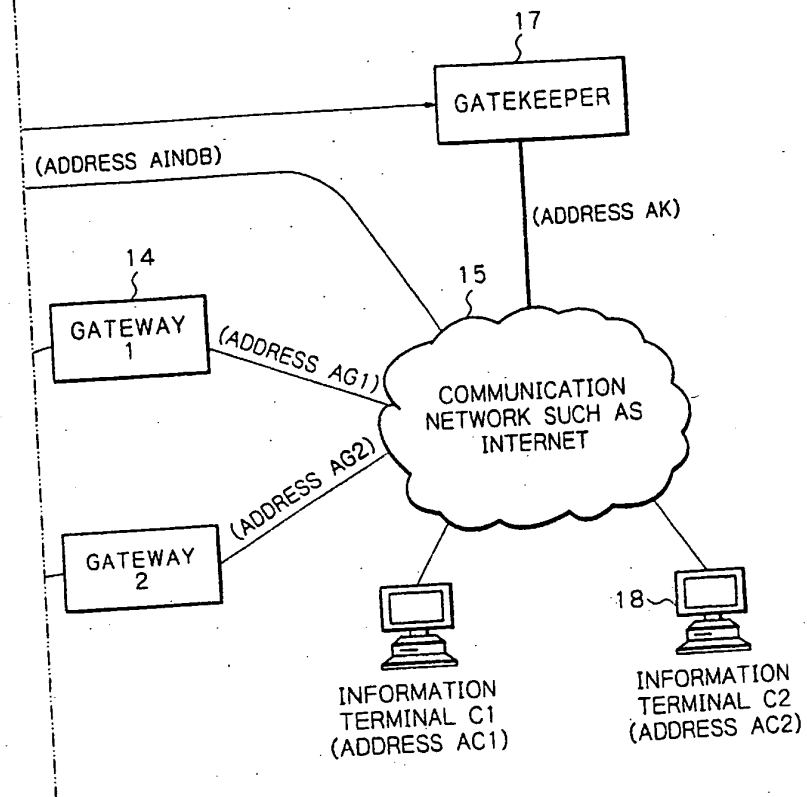 17
GATEKEEPER
(ADDRESS AINDB)
(ADDRESS AK)
14
15
GATEWAY
1
(ADDRESS AG1)
COMMUNICATION
NETWORK SUCH AS
INTERNET
(ADDRESS AG2)
GATEWAY
2
18
INFORMATION
TERMINAL C1
(ADDRESS AC1)
INFORMATION
TERMINAL C2
(ADDRESS AC2)